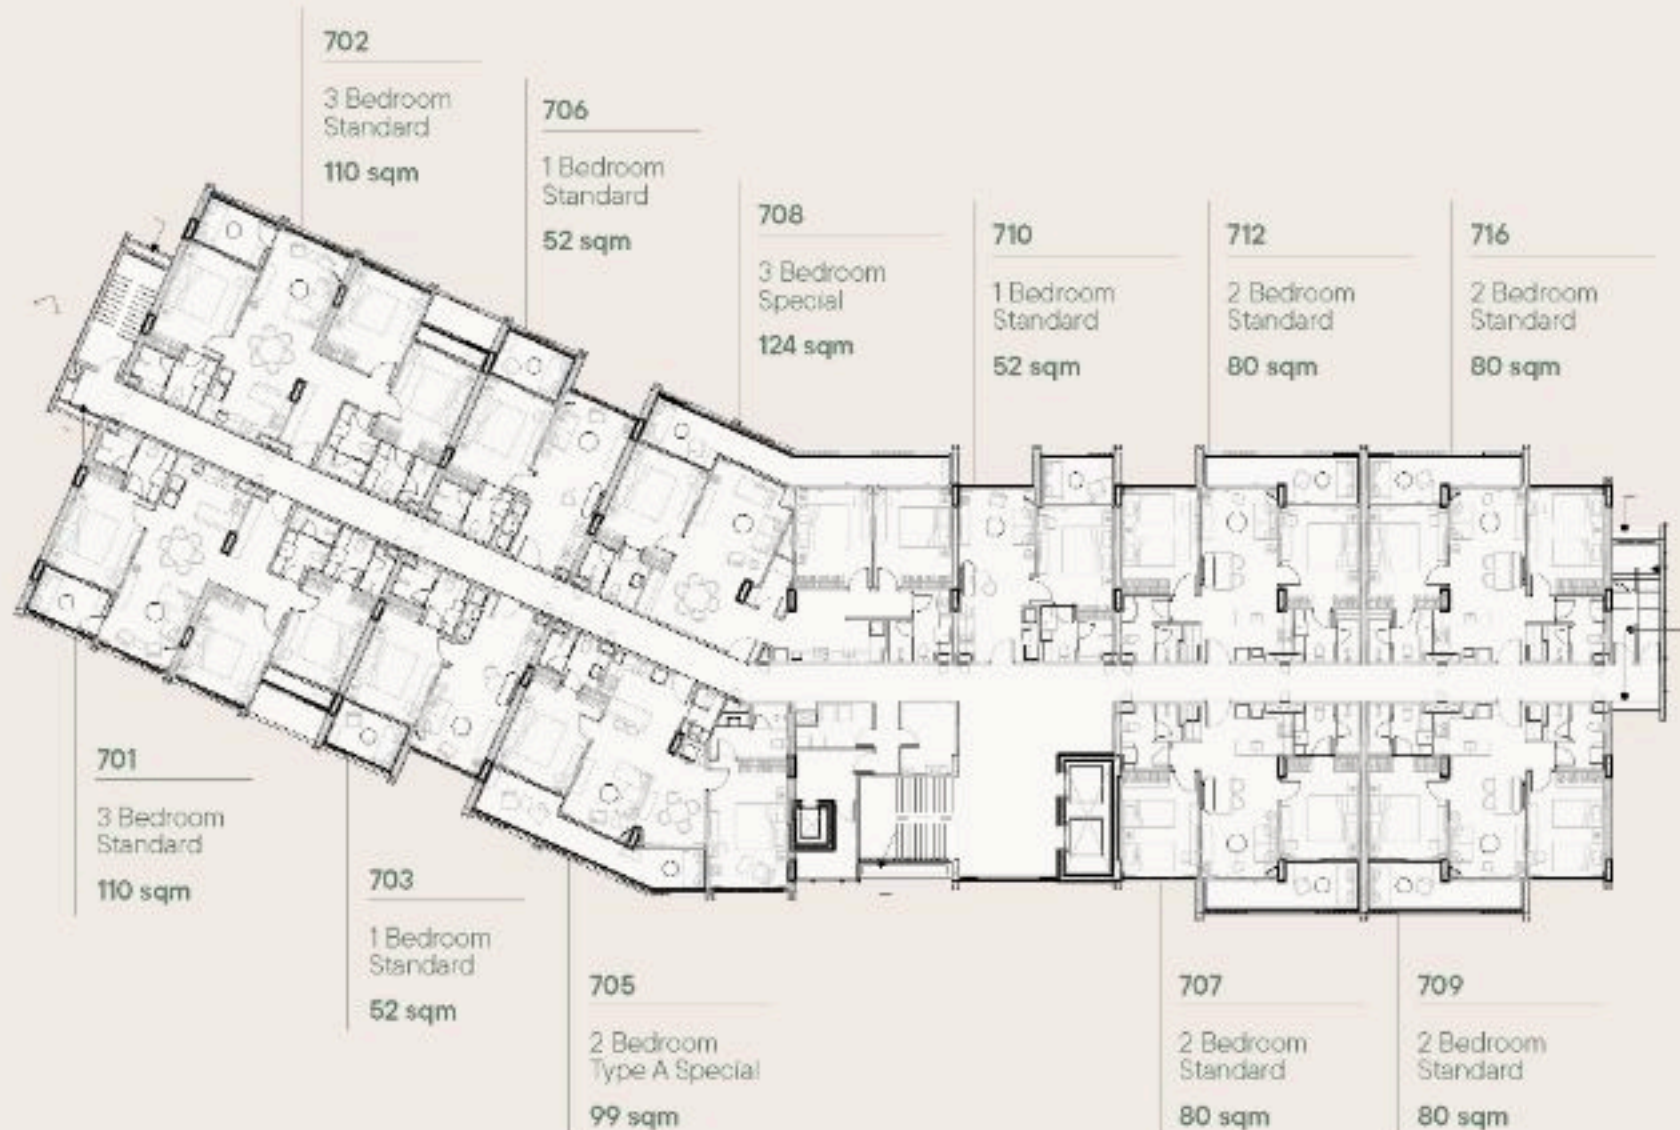 702
3 Bedroom
Standard
110 sqm
706
1 Bedroom
Standard
52 sqm
708
3 Bedroom
Special
124 sqm
710
1 Bedroom
Standard
52 sqm
712
2 Bedroom
Standard
80 sqm
716
2 Bedroom
Standard
80 sqm
701
3 Bedroom
Standard
110 sqm
703
1 Bedroom
Standard
52 sqm
705
2 Bedroom
Type A Special
99 sqm
707
2 Bedroom
Standard
80 sqm
709
2 Bedroom
Standard
80 sqm